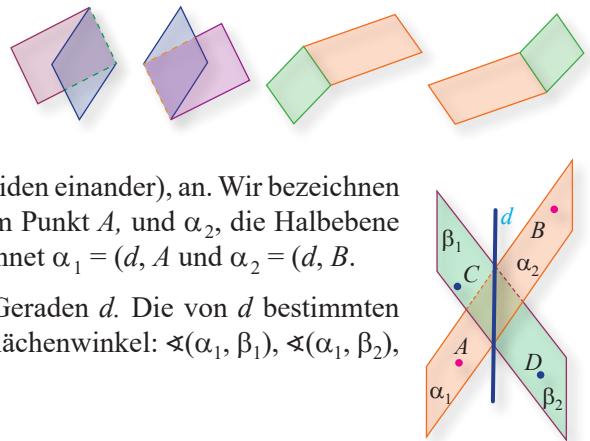 iden einander), an. Wir bezeichnen
m Punkt A, und α₂, die Halbebene
hnet α₁ = (d, A und α₂ = (d, B.
Geraden d. Die von d bestimmten
lächenwinkel: ∢(α₁, β₁), ∢(α₁, β₂),
d
B
β₁
α₂
C
A
D
α₁
β₂